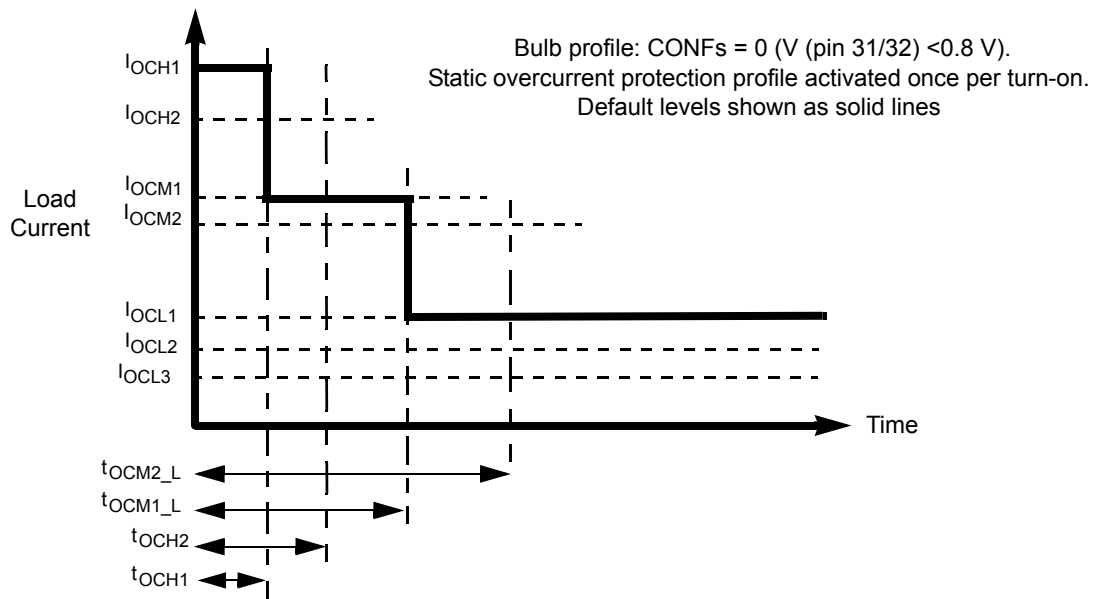 Bulb profile: CONFs = 0 (V (pin 31/32) <0.8 V).
Static overcurrent protection profile activated once per turn-on.
Default levels shown as solid lines
IOCH1
IOCH2
IOCM1
IOCM2
Load
Current
IOCL1
IOCL2
IOCL3
Time
tOCM2_L
tOCM1_L
tOCH2
tOCH1